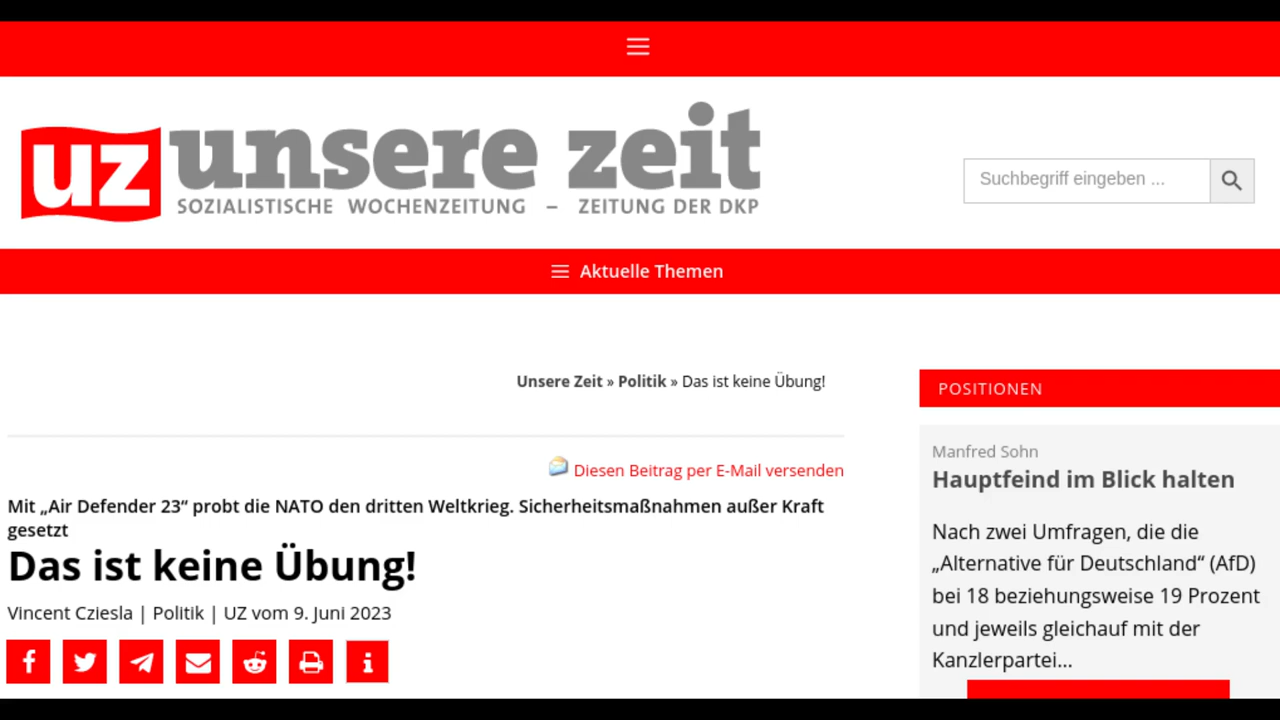 uz unsere zeit
SOZIALISTISCHE WOCHENZEITUNG – ZEITUNG DER DKP
Suchbegriff eingeben ...
Aktuelle Themen
Unsere Zeit » Politik » Das ist keine Übung!
Diesen Beitrag per E-Mail versenden
Mit „Air Defender 23“ probt die NATO den dritten Weltkrieg. Sicherheitsmaßnahmen außer Kraft
gesetzt
Das ist keine Übung!
Vincent Cziesla | Politik | UZ vom 9. Juni 2023
POSITIONEN
Manfred Sohn
Hauptfeind im Blick halten
Nach zwei Umfragen, die die
„Alternative für Deutschland“ (AfD)
bei 18 beziehungsweise 19 Prozent
und jeweils gleichauf mit der
Kanzlerpartei...